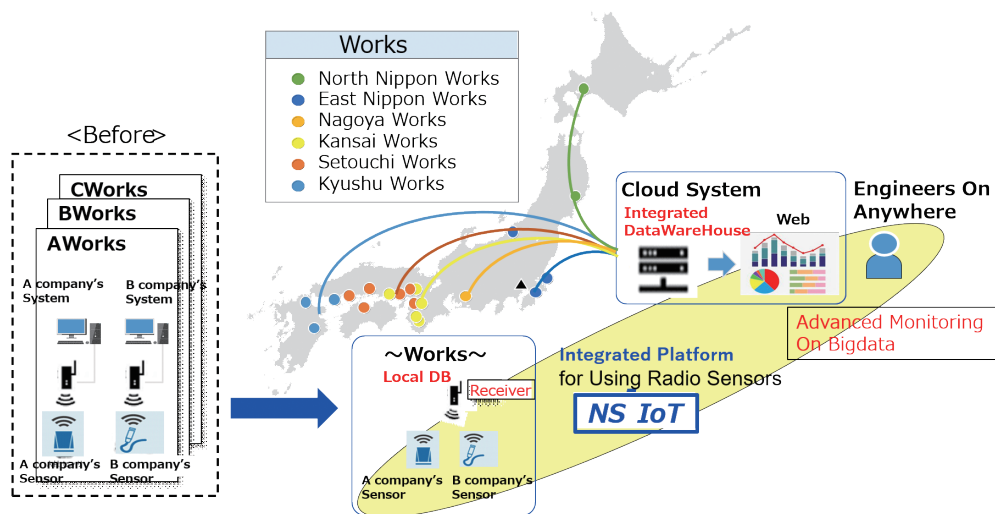 Works
North Nippon Works
East Nippon Works
Nagoya Works
Kansai Works
Setouchi Works
Kyushu Works
<Before>
CWorks
BWorks
AWorks
A company's
System
B company's
System
A company's
Sensor
B company's
Sensor
Cloud System
Integrated
DataWareHouse
Web
Engineers On
Anywhere
Advanced Monitoring
On Bigdata
～Works～
Local DB
Receiver
A company's
Sensor
B company's
Sensor
Integrated Platform
for Using Radio Sensors
NS IoT